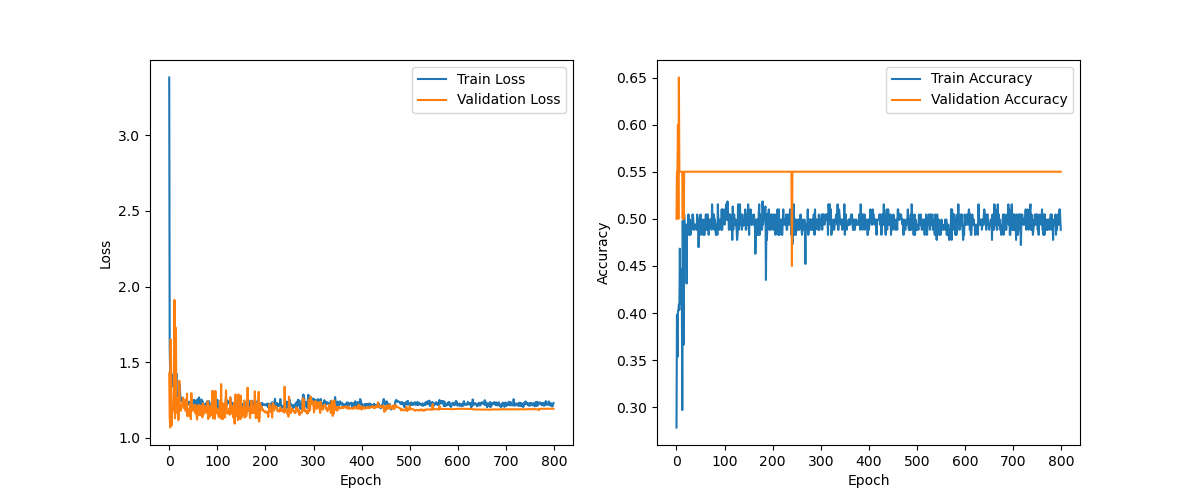 Train Loss
Validation Loss
3.0
2.5
2.0
1.5
1.0
Loss
0 100 200 300 400 500 600 700 800
Epoch
Train Accuracy
Validation Accuracy
0.65
0.60
0.55
0.50
0.45
0.40
0.35
0.30
Accuracy
0 100 200 300 400 500 600 700 800
Epoch